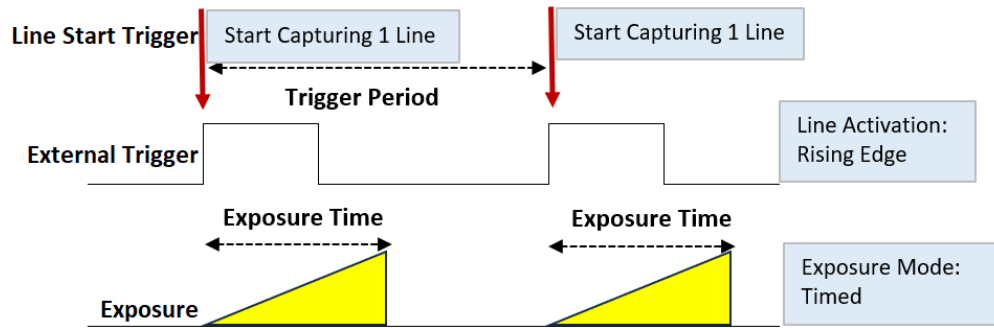 Line Start Trigger
Start Capturing 1 Line
Start Capturing 1 Line
Trigger Period
External Trigger
Line Activation:
Rising Edge
Exposure Time
Exposure Time
Exposure
Exposure Mode:
Timed